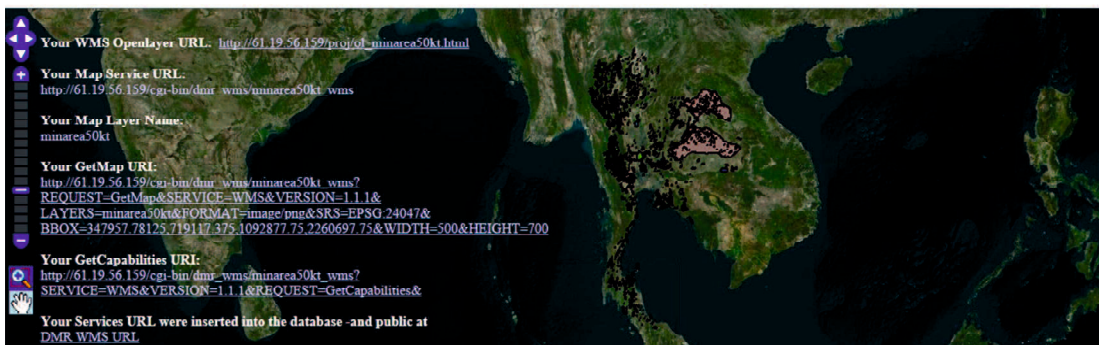 Your WMS Openlayer URL: http://61.19.56.159/proj/ol_minarea50kt.html
Your Map Service URL:
http://61.19.56.159/cgi-bin/dmr_wms/minarea50kt_wms
Your Map Layer Name:
minarea50kt
Your GetMap URI:
http://61.19.56.159/cgi-bin/dmr_wms/minarea50kt_wms?
REQUEST=GetMap&SERVICE=WMS&VERSION=1.1.1&
LAYERS=minarea50kt&FORMAT=image/png&SRS=EPSG:24047&
BBOX=347957.78125,719117.375,1092877.75,2260697.75&WIDTH=500&HEIGHT=700
Your GetCapabilities URI:
http://61.19.56.159/cgi-bin/dmr_wms/minarea50kt_wms?
SERVICE=WMS&VERSION=1.1.1&REQUEST=GetCapabilities&
Your Services URL were inserted into the database -and public at
DMR WMS URL